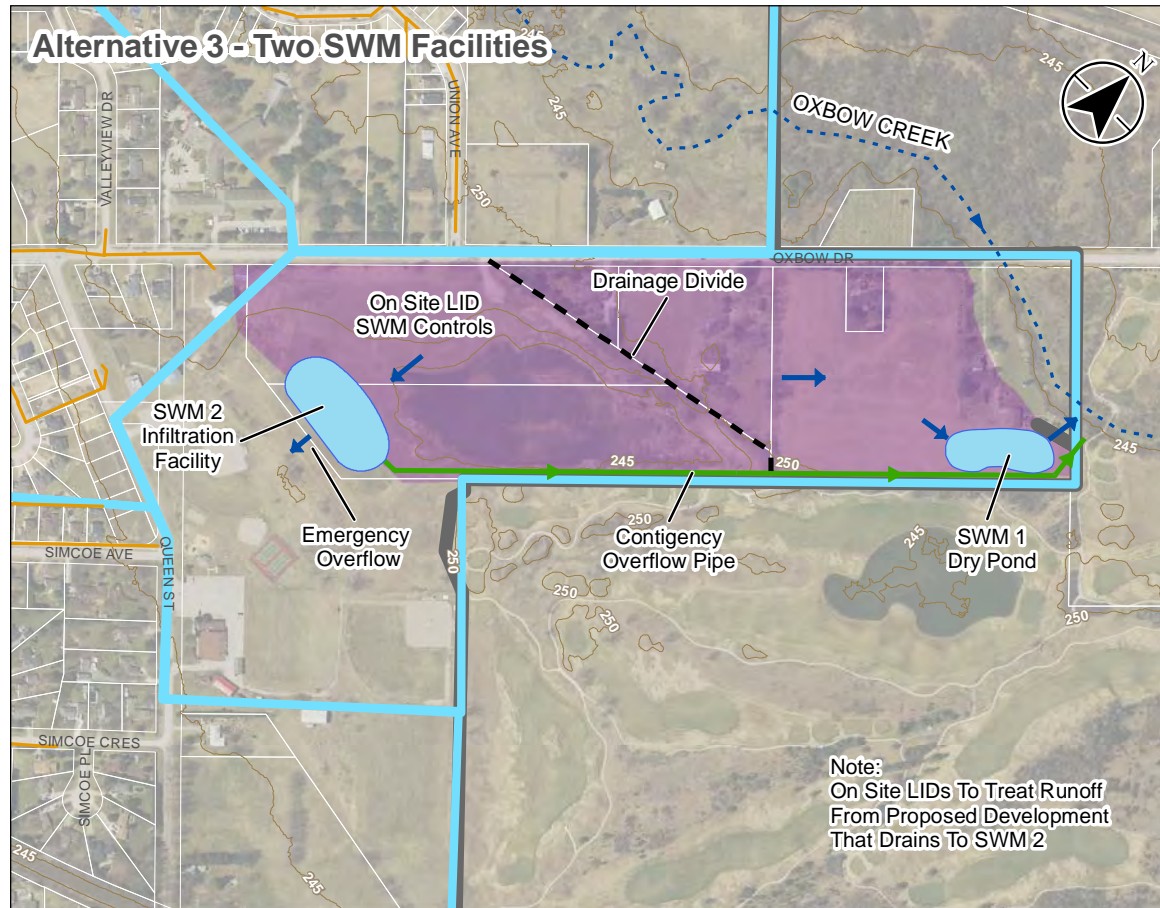 Alternative 3 - Two SWM Facilities
245
245
N
VALLEYVIEW DR
UNION AVE
OXBOW CREEK
245
250
OXBOW DR
Drainage Divide
On Site LID
SWM Controls
SWM 2
Infiltration
Facility
245
250
245
Emergency
Overflow
Contigency
Overflow Pipe
SWM 1
Dry Pond
250
245
250
SIMCOE AVE
QUEEN ST
250
250
250
SIMCOE CRES
SIMCOE PL
245
245
Note:
On Site LIDs To Treat Runoff
From Proposed Development
That Drains To SWM 2